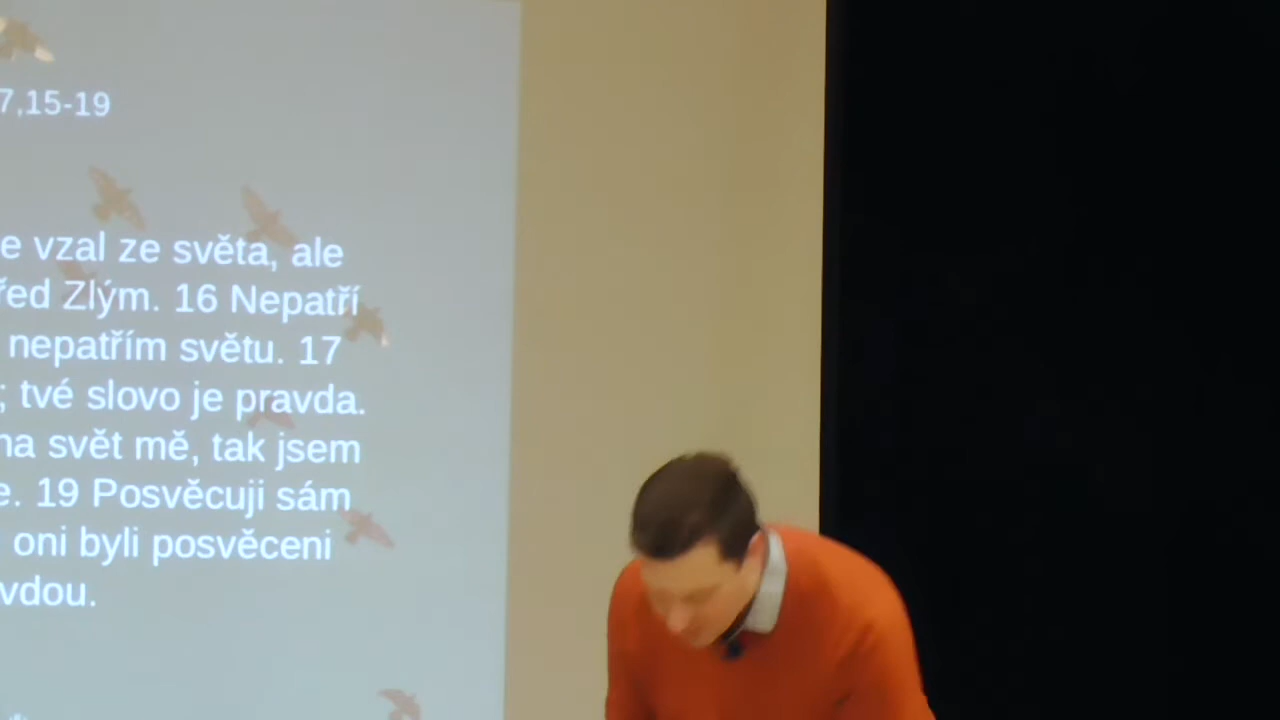 7,15-19
e vzal ze světa, ale
řed Zlým. 16 Nepatří
nepatřím světu. 17
; tvé slovo je pravda.
na svět mě, tak jsem
e. 19 Posvěcuji sám
oni byli posvěceni
vdou.